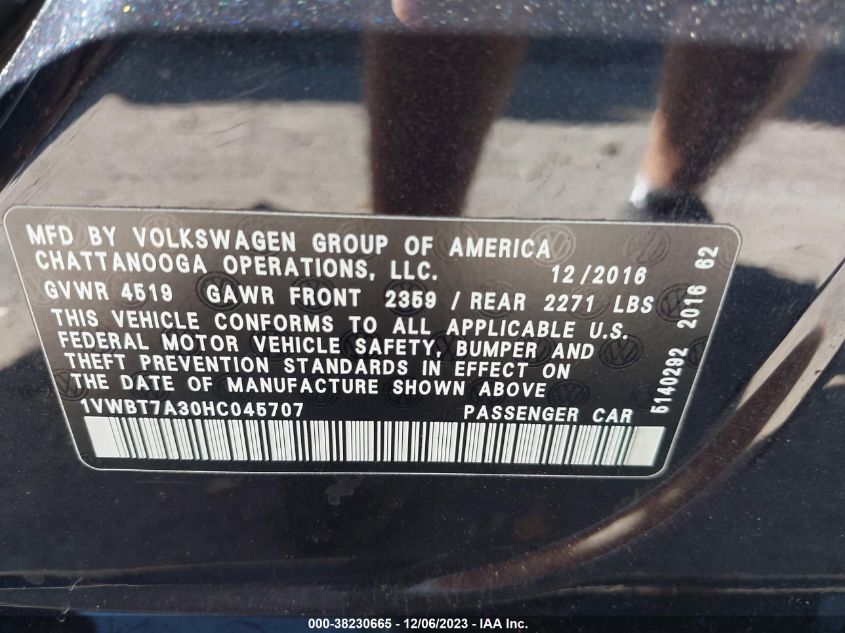 MFD BY VOLKSWAGEN GROUP OF AMERICA
CHATTANOOGA OPERATIONS, LLC. 12/2016
GVWR 4519 GAWR FRONT 2359 / REAR 2271 LBS
THIS VEHICLE CONFORMS TO ALL APPLICABLE U.S.
FEDERAL MOTOR VEHICLE SAFETY, BUMPER AND
THEFT PREVENTION STANDARDS IN EFFECT ON
THE DATE OF MANUFACTURE SHOWN ABOVE
1VWBT7A30HC045707 PASSENGER CAR
5140292 2016 62
000-38230665 - 12/06/2023 - IAA Inc.